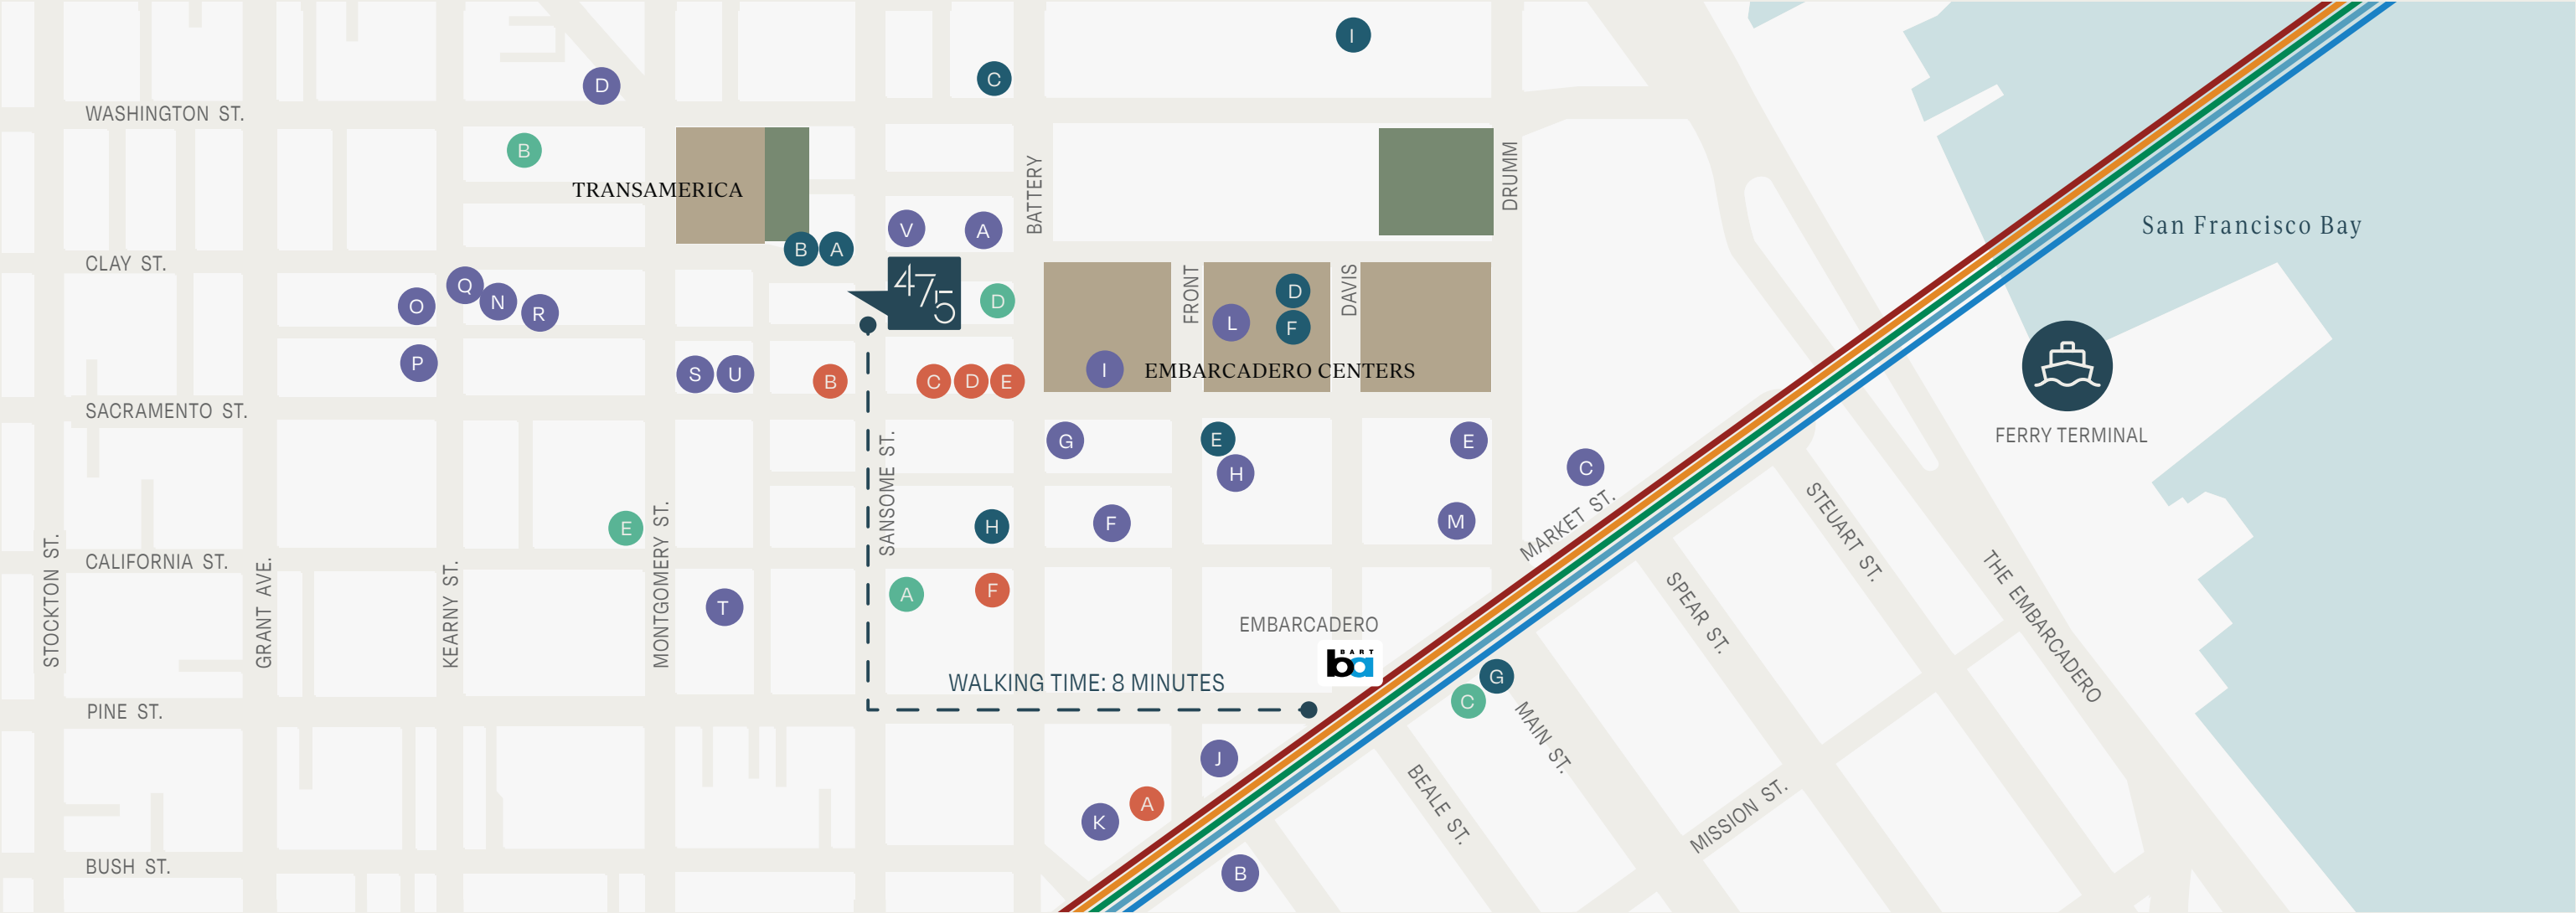 I
C
D
WASHINGTON ST.
B
TRANSAMERICA
BATTERY
DRUMM
V
A
San Francisco Bay
B
A
CLAY ST.
475
Q
N
O
R
D
FRONT
D
DAVIS
L
F
P
S
U
B
C
D
E
I
EMBARCADERO CENTERS
SACRAMENTO ST.
FERRY TERMINAL
G
E
H
E
C
SANSOME ST.
E
H
F
M
MARKET ST.
STEUART ST.
STOCKTON ST.
CALIFORNIA ST.
GRANT AVE.
KEARNY ST.
MONTGOMERY ST.
T
A
F
EMBARCADERO
BART
ba
SPEAR ST.
THE EMBARCADERO
WALKING TIME: 8 MINUTES
G
C
PINE ST.
MAIN ST.
J
A
K
BEALE ST.
MISSION ST.
BUSH ST.
B